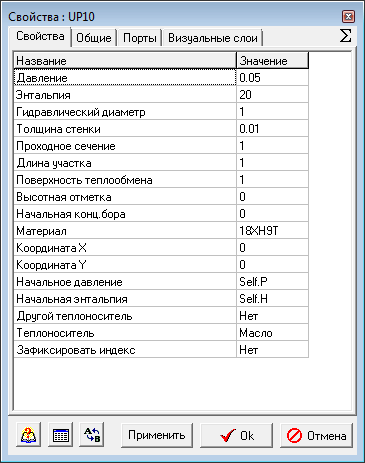 Свойства : UP10
Свойства Общие Порты Визуальные слои Σ
Название Значение
Давление 0.05
Энтальпия 20
Гидравлический диаметр 1
Толщина стенки 0.01
Проходное сечение 1
Длина участка 1
Поверхность теплообмена 1
Высотная отметка 0
Начальная конц.бора 0
Материал 18ХН9Т
Координата X 0
Координата Y 0
Начальное давление Self.P
Начальная энтальпия Self.H
Другой теплоноситель Нет
Теплоноситель Масло
Зафиксировать индекс Нет
A B Применить Ok Отмена